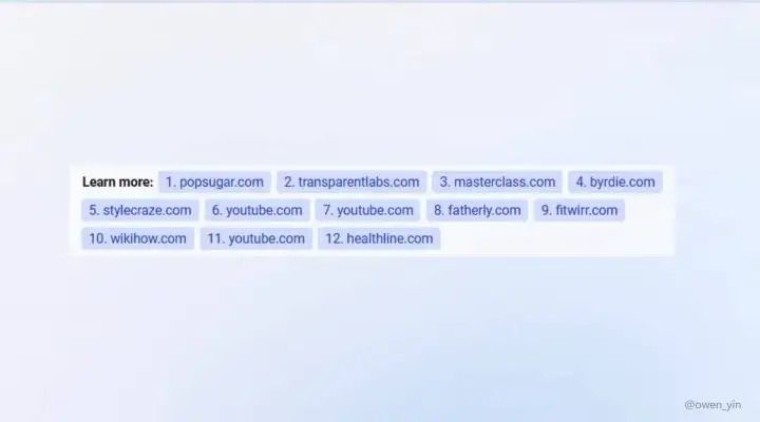 Learn more: 1. popsugar.com 2. transparentlabs.com 3. masterclass.com 4. byrdie.com
5. stylecraze.com 6. youtube.com 7. youtube.com 8. fatherly.com 9. fitwirr.com
10. wikihow.com 11. youtube.com 12. healthline.com
@owen_yin